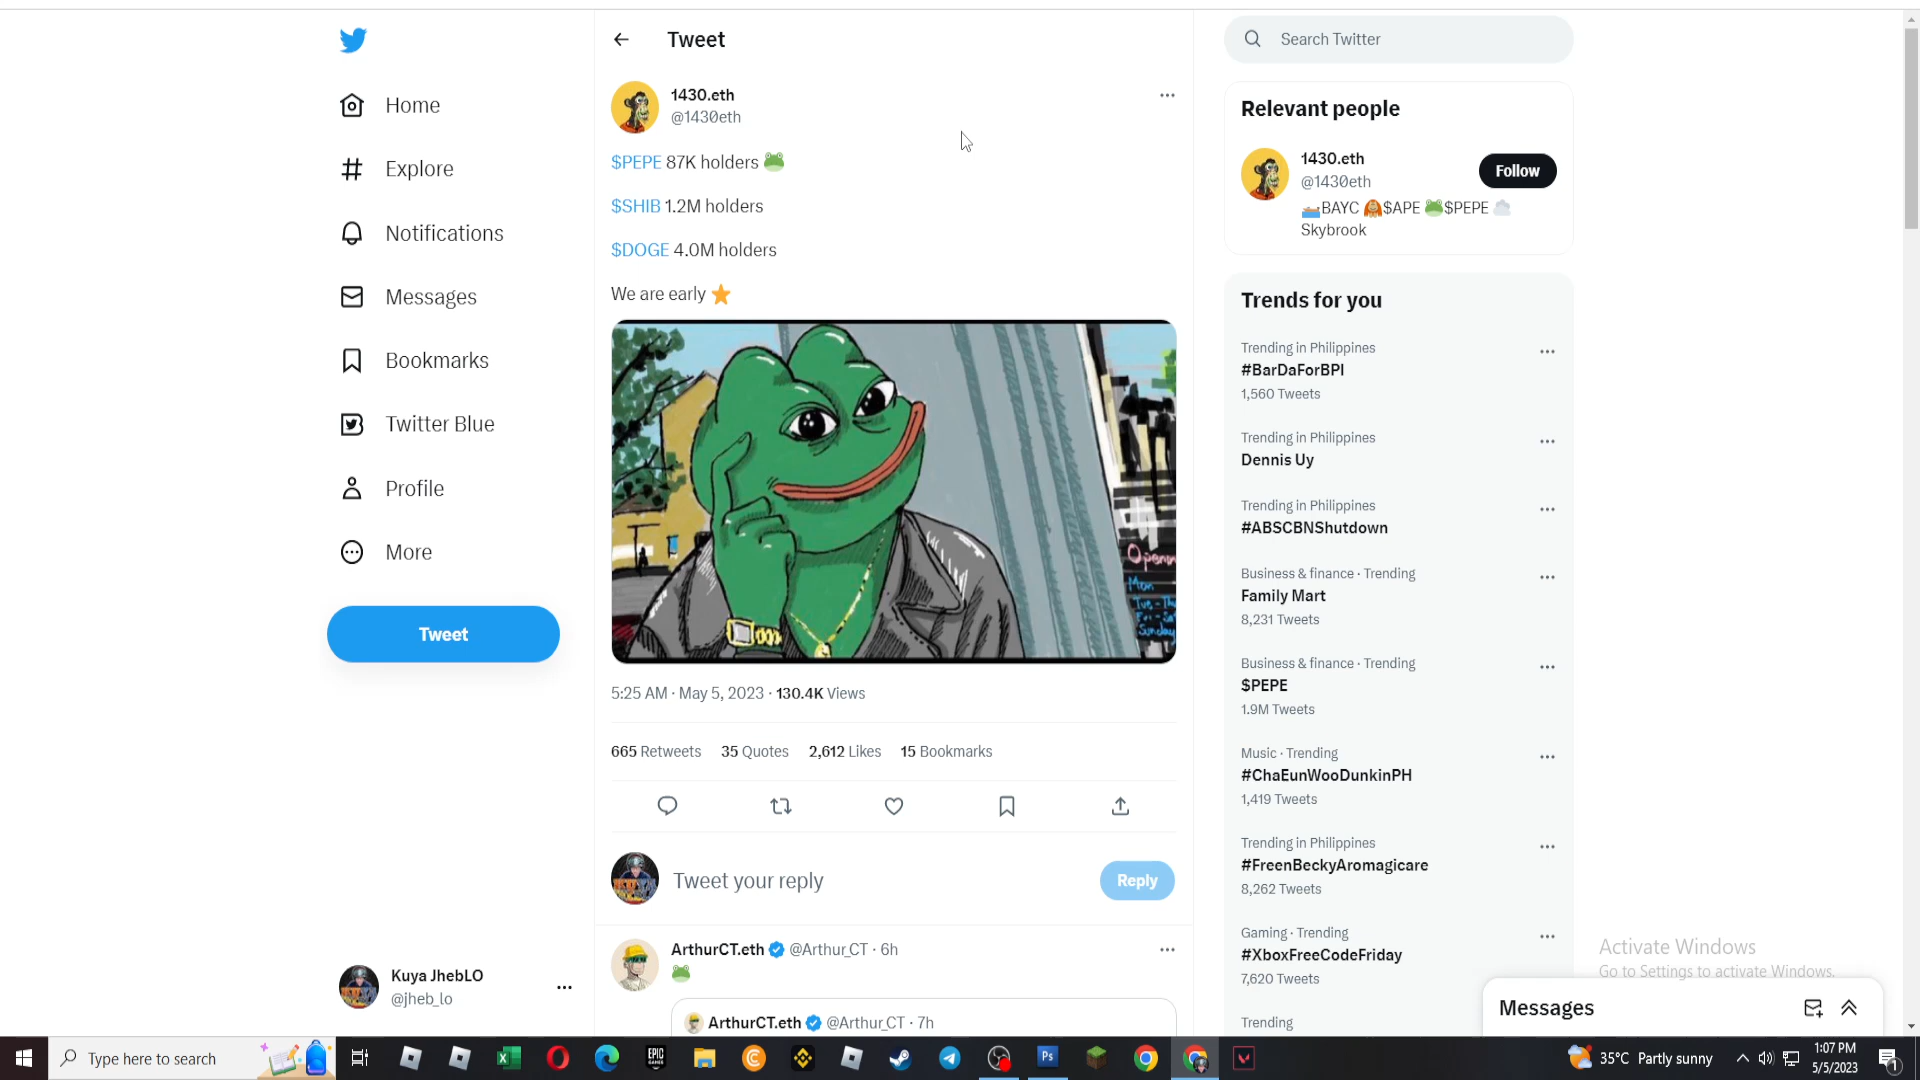 Home
Explore
Notifications
Messages
Bookmarks
Twitter Blue
Profile
More
Tweet
Kuya JhebLO
@jheb_lo
Tweet
1430.eth
@1430eth
$PEPE 87K holders 🐸
$SHIB 1.2M holders
$DOGE 4.0M holders
We are early ⭐
Mon
Sunday
5:25 AM · May 5, 2023 · 130.4K Views
665 Retweets 35 Quotes 2,612 Likes 15 Bookmarks
Tweet your reply
Reply
ArthurCT.eth @Arthur_CT · 6h
🐸
ArthurCT.eth @Arthur_CT · 7h
Search Twitter
Relevant people
1430.eth
@1430eth
Follow
BAYC $APE 🐸$PEPE
Skybrook
Trends for you
Trending in Philippines
#BarDaForBPI
1,560 Tweets
Trending in Philippines
Dennis Uy
Trending in Philippines
#ABSCBNShutdown
Business & finance · Trending
Family Mart
8,231 Tweets
Business & finance · Trending
$PEPE
1.9M Tweets
Music · Trending
#ChaEunWooDunkinPH
1,419 Tweets
Trending in Philippines
#FreenBeckyAromagicare
8,262 Tweets
Gaming · Trending
#XboxFreeCodeFriday
7,620 Tweets
Trending
Activate Windows
Go to Settings to activate Windows.
Messages
Type here to search
EPIC GAMES
Ps
35°C Partly sunny
1:07 PM
5/5/2023
1